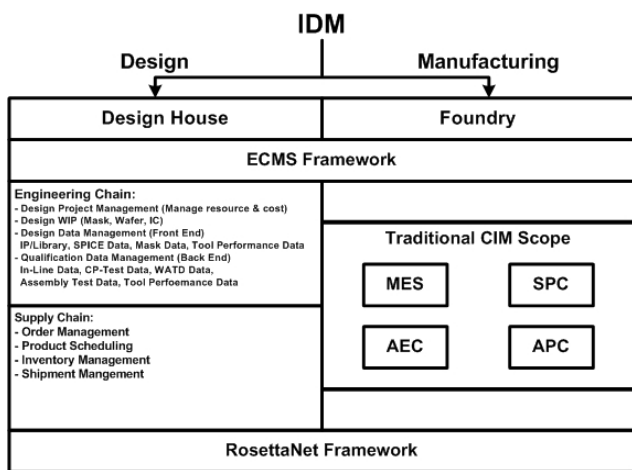 IDM
Design
Manufacturing
Design House
Foundry
ECMS Framework
Engineering Chain:
- Design Project Management (Manage resource & cost)
- Design WIP (Mask, Wafer, IC)
- Design Data Management (Front End)
IP/Library, SPICE Data, Mask Data, Tool Performance Data
- Qualification Data Management (Back End)
In-Line Data, CP-Test Data, WATD Data,
Assembly Test Data, Tool Perfoemance Data
Supply Chain:
- Order Management
- Product Scheduling
- Inventory Management
- Shipment Mangement
Traditional CIM Scope
MES
SPC
AEC
APC
RosettaNet Framework